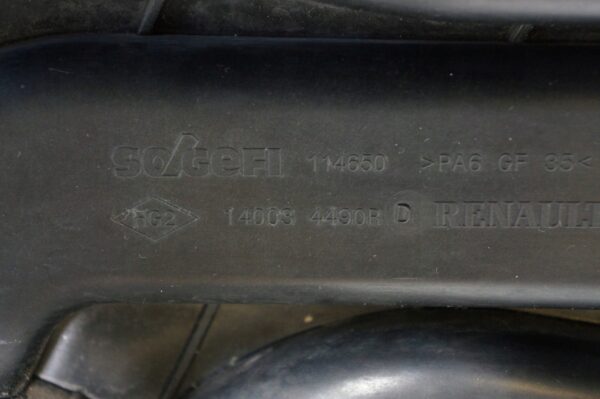 SOGEFI 114650 >PA6 GF 35<
HG2 14003 4490R D RENAULT